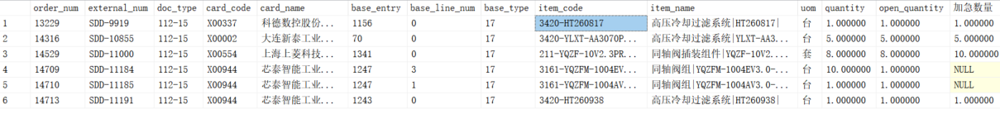 order_num external_num doc_type card_code card_name base_entry base_line_num base_type item_code item_name uom quantity open_quantity 加急数量
1 13229 SDD-9919 112-15 X00337 科德数控股份... 1156 0 17 3420-HT260817 高压冷却过滤系统|HT260817| 台 1.000000 1.000000 1.000000
2 14316 SDD-10855 112-15 X00002 大连新泰工业... 70 0 17 3420-YLXT-AA3070P... 高压冷却过滤系统|YLXT-AA3... 台 5.000000 5.000000 5.000000
3 14529 SDD-11000 112-15 X00554 上海上菱科技... 1341 0 17 211-YQZF-10V2.3PR... 同轴阀插装组件|YQZF-10V2... 套 8.000000 8.000000 10.000000
4 14709 SDD-11184 112-15 X00944 芯泰智能工业... 1247 3 17 3161-YQZFM-1004EV... 同轴阀组|YQZFM-1004EV3.0-... 台 10.000000 1.000000 NULL
5 14710 SDD-11185 112-15 X00944 芯泰智能工业... 1247 1 17 3161-YQZFM-1004AV... 同轴阀组|YQZFM-1004AV3.0-... 台 1.000000 1.000000 NULL
6 14713 SDD-11191 112-15 X00944 芯泰智能工业... 1243 0 17 3420-HT260938 高压冷却过滤系统|HT260938| 台 1.000000 1.000000 1.000000